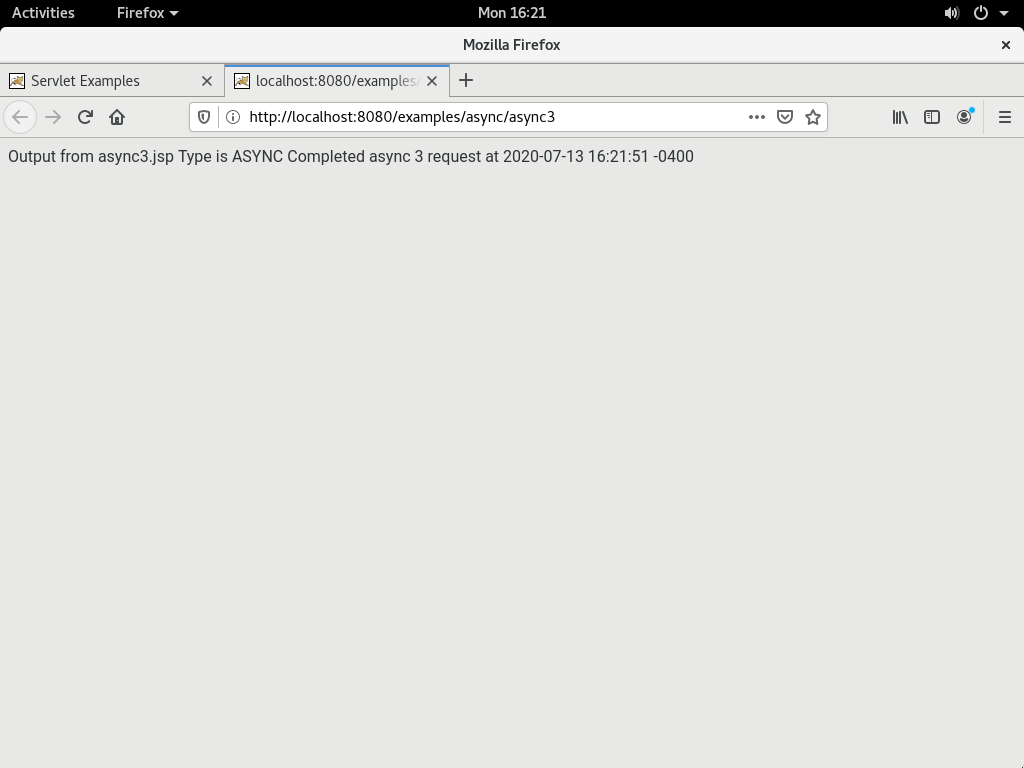 Activities Firefox Mon 16:21
Mozilla Firefox
Servlet Examples localhost:8080/examples/
http://localhost:8080/examples/async/async3
Output from async3.jsp Type is ASYNC Completed async 3 request at 2020-07-13 16:21:51 -0400